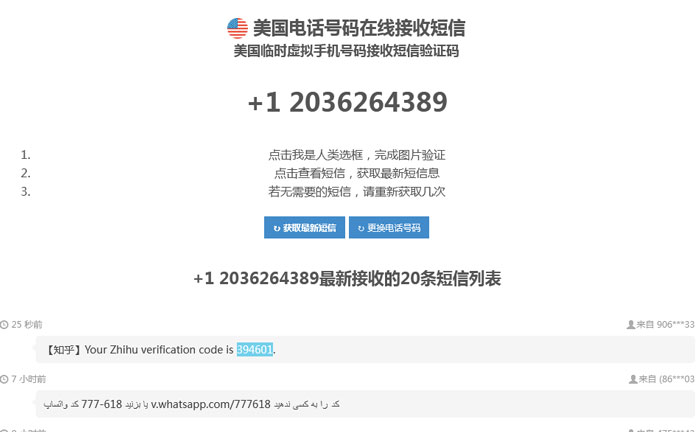 美国电话号码在线接收短信
美国临时虚拟手机号码接收短信验证码
+1 2036264389
1. 点击我是人类选框，完成图片验证
2. 点击查看短信，获取最新短信息
3. 若无需要的短信，请重新获取几次
↻ 获取最新短信 ↻ 更换电话号码
+1 2036264389最新接收的20条短信列表
25 秒前 来自 906***33
【知乎】Your Zhihu verification code is 394601.
7 小时前 来自 (86***03
کد واتساپ 777-618 یا بزنید v.whatsapp.com/777618 کد را به کسی ندهید